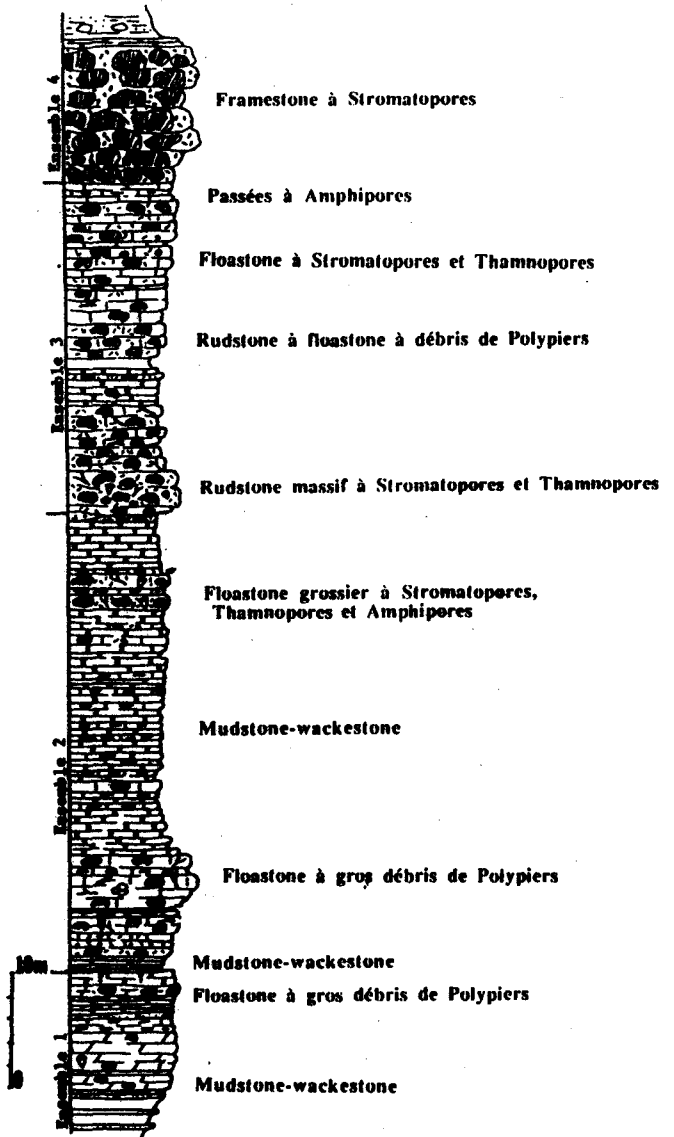 Ensemble 4
Framestone à Stromatopores
Passées à Amphipores
Floastone à Stromatopores et Thamnopores
Rudstone à floastone à débris de Polypiers
Ensemble 3
Rudstone massif à Stromatopores et Thamnopores
Floastone grossier à Stromatopores,
Thamnopores et Amphipores
Mudstone-wackestone
Ensemble 2
Floastone à gros débris de Polypiers
Mudstone-wackestone
10m
Floastone à gros débris de Polypiers
Ensemble 1
0
Mudstone-wackestone